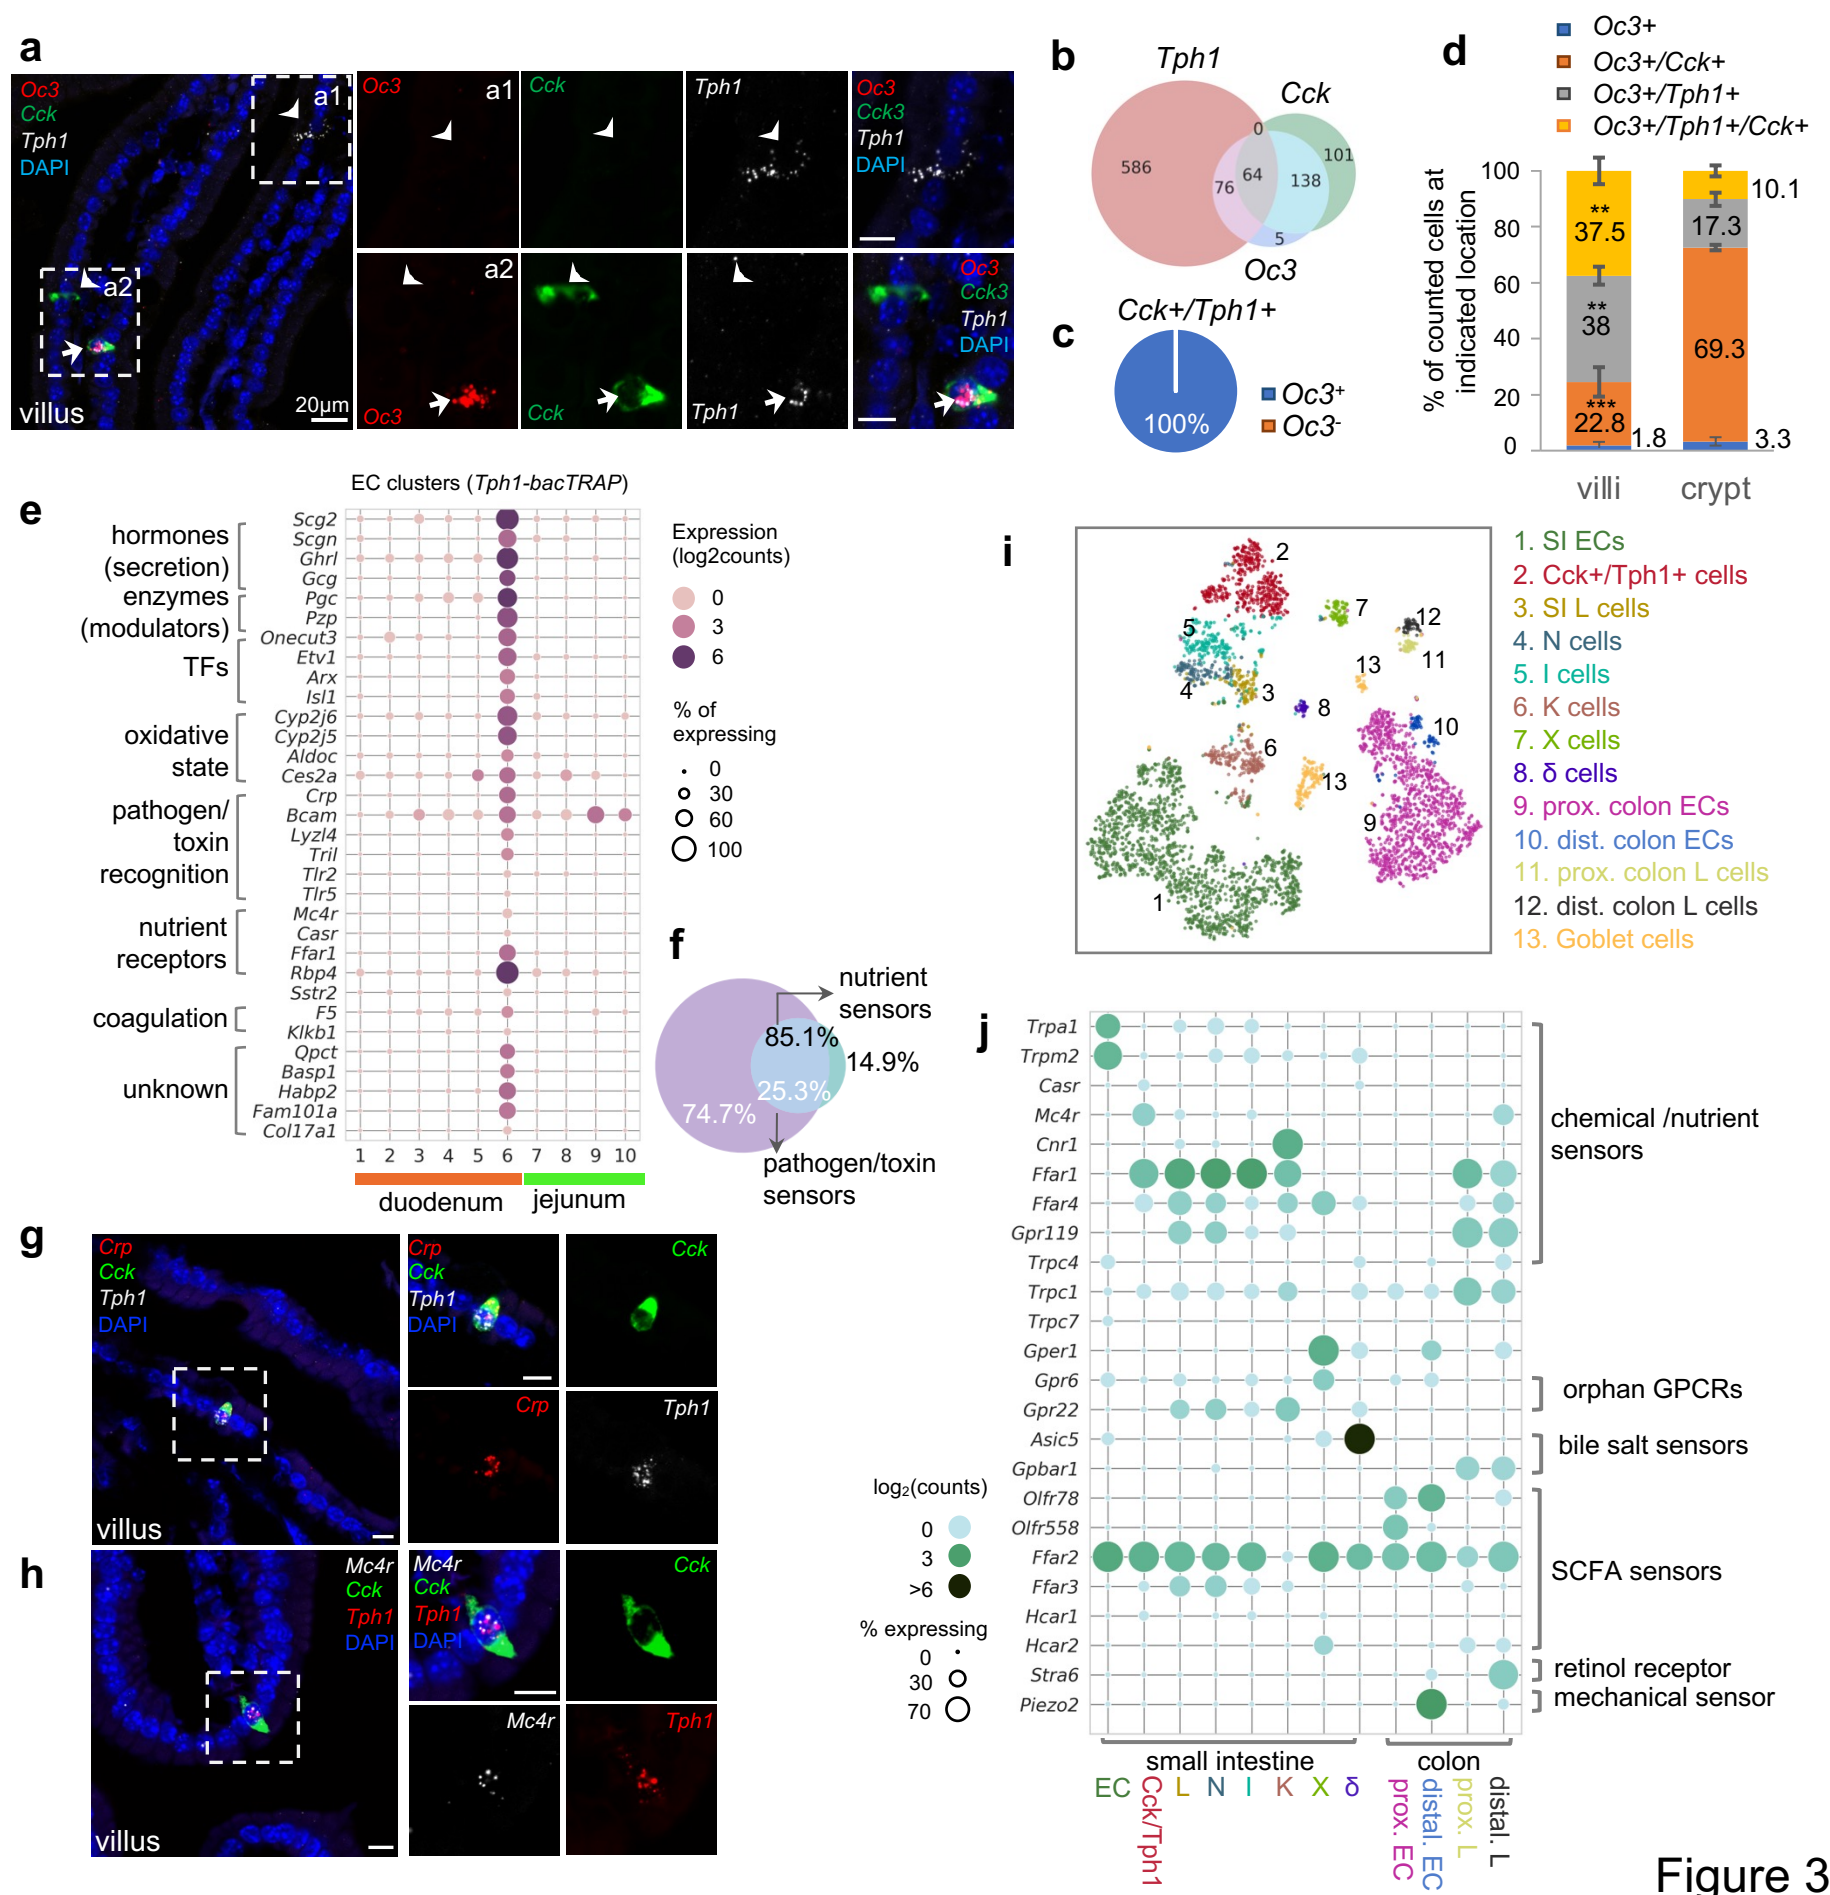 a
Oc3
Cck
Tph1
DAPI
a1
a2
villus
20µm
Oc3
a1
Cck
Tph1
Oc3
Cck3
Tph1
DAPI
a2
Oc3
Cck
Tph1
Oc3
Cck3
Tph1
DAPI
b
Tph1
Cck
Oc3
586
0
101
76
64
138
5
c
Cck+/Tph1+
100%
Oc3+
Oc3-
d
Oc3+
Oc3+/Cck+
Oc3+/Tph1+
Oc3+/Tph1+/Cck+
% of counted cells at
indicated location
100
80
60
40
20
0
**
37.5
**
38
***
22.8
1.8
10.1
17.3
69.3
3.3
villi
crypt
e
EC clusters (Tph1-bacTRAP)
hormones
(secretion)
enzymes
(modulators)
TFs
oxidative
state
pathogen/
toxin
recognition
nutrient
receptors
coagulation
unknown
Scg2
Scgn
Ghrl
Gcg
Pgc
Pzp
Onecut3
Etv1
Arx
Isl1
Cyp2j6
Cyp2j5
Aldoc
Ces2a
Crp
Bcam
Lyzl4
Tril
Tlr2
Tlr5
Mc4r
Casr
Ffar1
Rbp4
Sstr2
F5
Klkb1
Qpct
Basp1
Habp2
Fam101a
Col17a1
1 2 3 4 5 6 7 8 9 10
duodenum
jejunum
Expression
(log2counts)
0
3
6
% of
expressing
0
30
60
100
f
nutrient
sensors
85.1%
14.9%
25.3%
74.7%
pathogen/toxin
sensors
g
Crp
Cck
Tph1
DAPI
villus
Crp
Cck
Tph1
DAPI
Cck
Crp
Tph1
h
Mc4r
Cck
Tph1
DAPI
villus
Mc4r
Cck
Tph1
DAPI
Cck
Mc4r
Tph1
i
2
7
12
5
11
13
4
3
8
10
6
13
9
1
1. SI ECs
2. Cck+/Tph1+ cells
3. SI L cells
4. N cells
5. I cells
6. K cells
7. X cells
8. δ cells
9. prox. colon ECs
10. dist. colon ECs
11. prox. colon L cells
12. dist. colon L cells
13. Goblet cells
j
Trpa1
Trpm2
Casr
Mc4r
Cnr1
Ffar1
Ffar4
Gpr119
Trpc4
Trpc1
Trpc7
Gper1
Gpr6
Gpr22
Asic5
Gpbar1
Olfr78
Olfr558
Ffar2
Ffar3
Hcar1
Hcar2
Stra6
Piezo2
chemical /nutrient
sensors
orphan GPCRs
bile salt sensors
SCFA sensors
retinol receptor
mechanical sensor
log2(counts)
0
3
>6
% expressing
0
30
70
small intestine
colon
EC
Cck/Tph1
L
N
I
K
X
δ
prox. EC
distal. EC
prox. L
distal. L
Figure 3